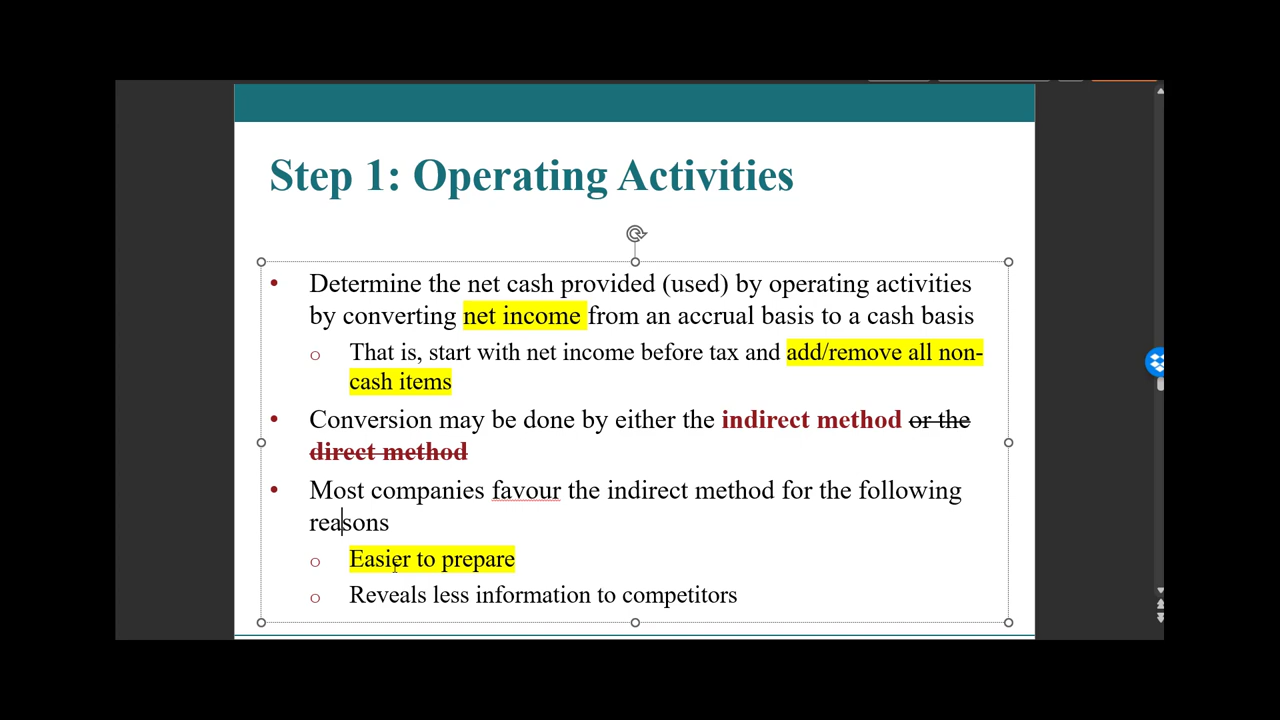 Step 1: Operating Activities
• Determine the net cash provided (used) by operating activities
by converting net income from an accrual basis to a cash basis
o That is, start with net income before tax and add/remove all non-
cash items
• Conversion may be done by either the indirect method or the
direct method
• Most companies favour the indirect method for the following
reasons
o Easier to prepare
o Reveals less information to competitors